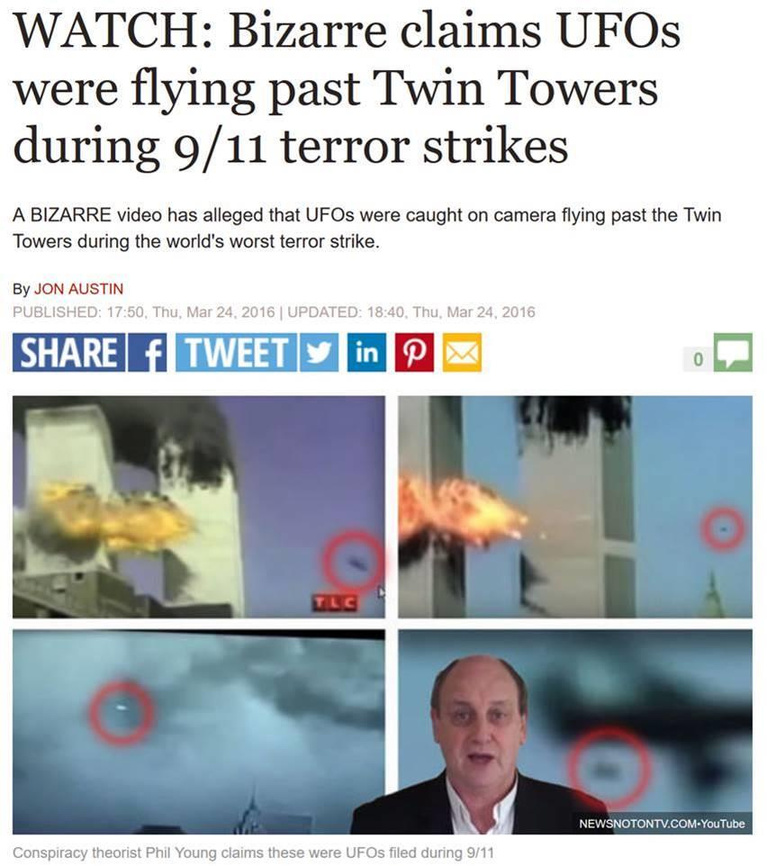 WATCH: Bizarre claims UFOs
were flying past Twin Towers
during 9/11 terror strikes
A BIZARRE video has alleged that UFOs were caught on camera flying past the Twin
Towers during the world's worst terror strike.
By JON AUSTIN
PUBLISHED: 17:50, Thu, Mar 24, 2016 | UPDATED: 18:40, Thu, Mar 24, 2016
SHARE f TWEET in 0
TLC
NEWSNOTONTV.COM•YouTube
Conspiracy theorist Phil Young claims these were UFOs filed during 9/11